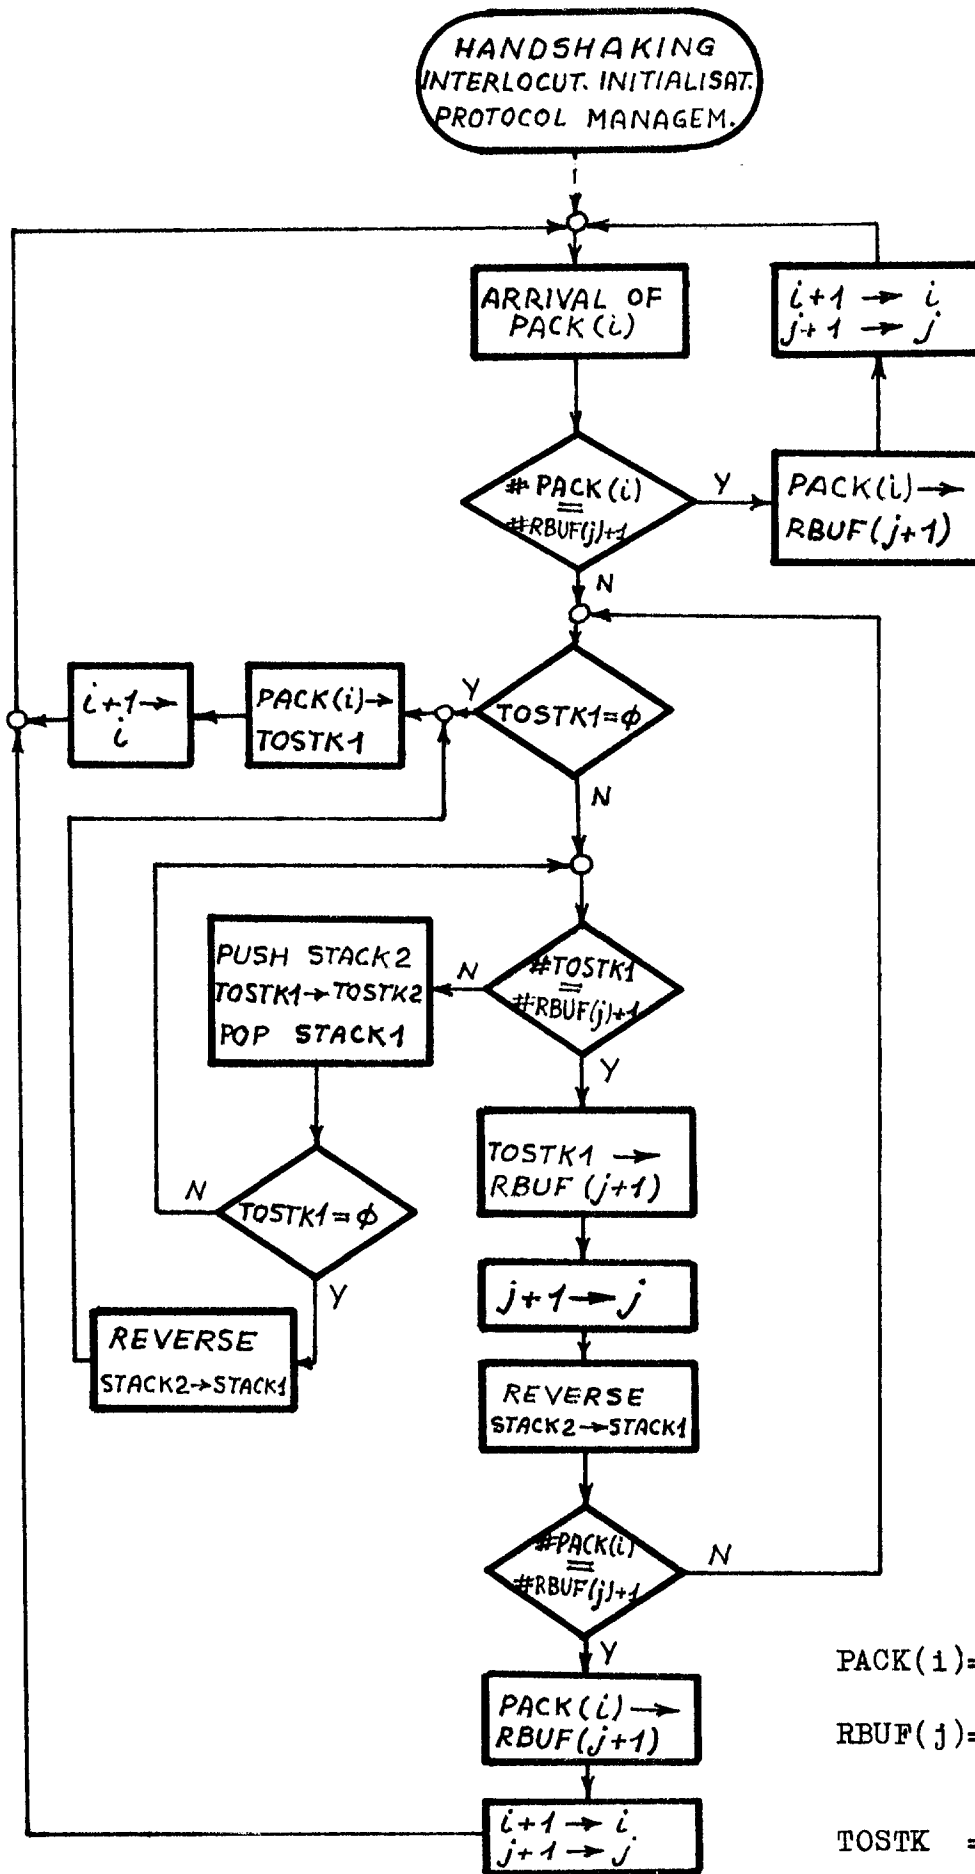 HANDSHAKING
INTERLOCUT. INITIALISAT.
PROTOCOL MANAGEM.
ARRIVAL OF
PACK(i)
i+1 → i
j+1 → j
#PACK(i)
=
#RBUF(j)+1
Y
N
PACK(i) →
RBUF(j+1)
TOSTK1=ϕ
Y
N
PACK(i) →
TOSTK1
i+1 →
i
#TOSTK1
=
#RBUF(j)+1
N
Y
PUSH STACK2
TOSTK1→TOSTK2
POP STACK1
TOSTK1=ϕ
N
Y
REVERSE
STACK2→STACK1
TOSTK1 →
RBUF(j+1)
j+1 → j
REVERSE
STACK2→STACK1
#PACK(i)
=
#RBUF(j)+1
N
Y
PACK(i) →
RBUF(j+1)
i+1 → i
j+1 → j
PACK(i)=
RBUF(j)=
TOSTK =